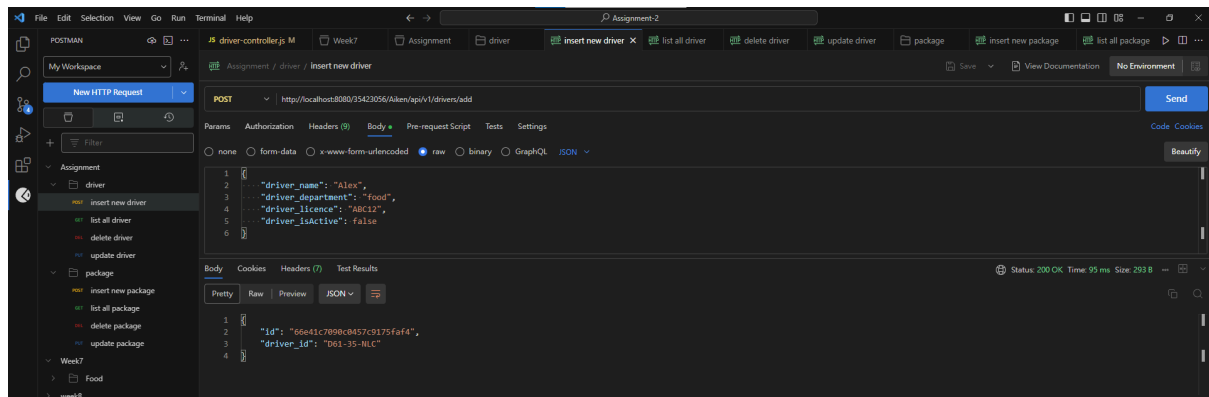 File Edit Selection View Go Run Terminal Help
Assignment-2
POSTMAN
JS driver-controller.js M Week7 Assignment driver insert new driver list all driver delete driver update driver package insert new package list all package
My Workspace
Assignment / driver / insert new driver
Save View Documentation No Environment
New HTTP Request
POST http://localhost:8080/35423056/Aiken/api/v1/drivers/add Send
Params Authorization Headers (9) Body Pre-request Script Tests Settings Code Cookies
Filter
none form-data x-www-form-urlencoded raw binary GraphQL JSON Beautify
Assignment
driver
POST insert new driver
GET list all driver
delete driver
PUT update driver
package
POST insert new package
GET list all package
delete package
PUT update package
Week7
Food
1 {
2 "driver_name": "Alex",
3 "driver_department": "food",
4 "driver_licence": "ABC12",
5 "driver_isActive": false
6 }
Body Cookies Headers (7) Test Results Status: 200 OK Time: 95 ms Size: 293 B
Pretty Raw Preview JSON
1 {
2 "id": "66e41c7090c0457c9175faf4",
3 "driver_id": "D61-35-NLC"
4 }